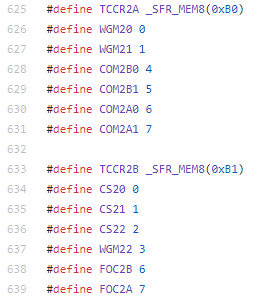 625 #define TCCR2A _SFR_MEM8(0xB0)
626 #define WGM20 0
627 #define WGM21 1
628 #define COM2B0 4
629 #define COM2B1 5
630 #define COM2A0 6
631 #define COM2A1 7
632
633 #define TCCR2B _SFR_MEM8(0xB1)
634 #define CS20 0
635 #define CS21 1
636 #define CS22 2
637 #define WGM22 3
638 #define FOC2B 6
639 #define FOC2A 7